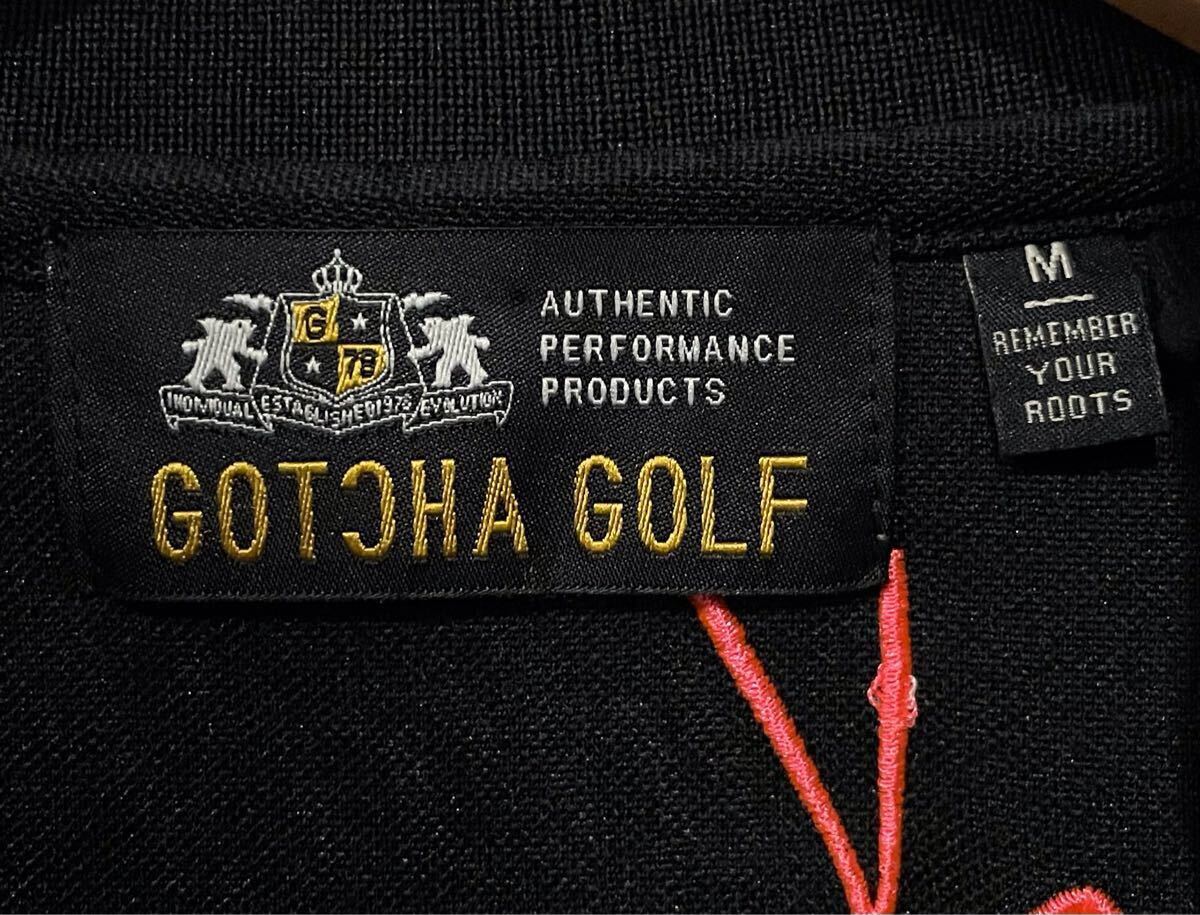 G
78
INDIVIDUAL ESTABLISHED1978 EVOLUTION
AUTHENTIC
PERFORMANCE
PRODUCTS
GOTCHA GOLF
M
REMEMBER
YOUR
ROOTS